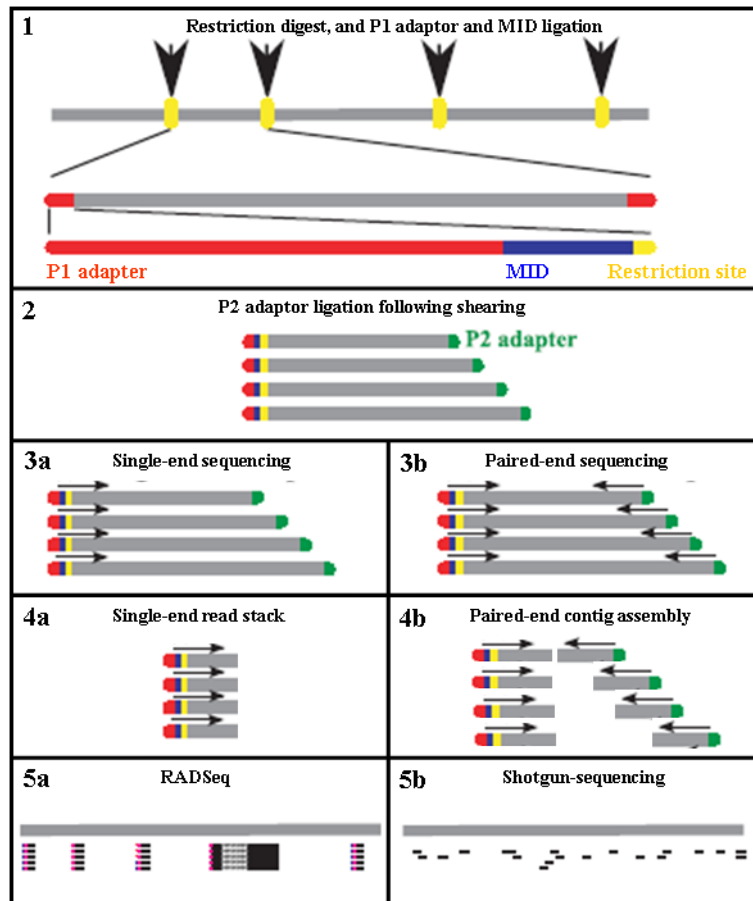 1
Restriction digest, and P1 adaptor and MID ligation
P1 adapter MID Restriction site
2
P2 adaptor ligation following shearing
P2 adapter
3a Single-end sequencing
3b Paired-end sequencing
4a Single-end read stack
4b Paired-end contig assembly
5a RADSeq
5b Shotgun-sequencing